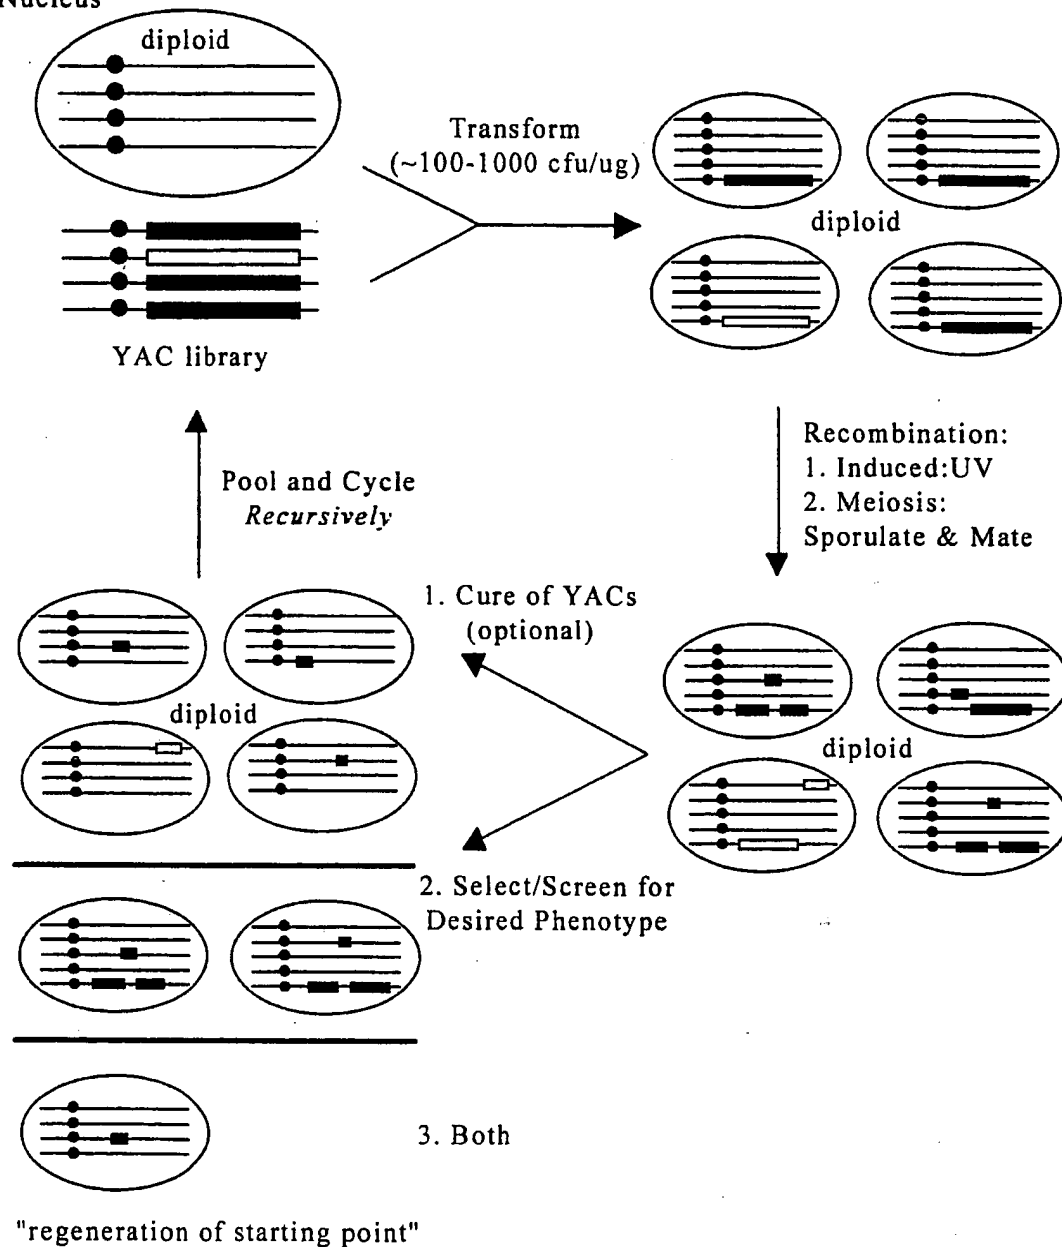 Nucleus
diploid
Transform
(~100-1000 cfu/ug)
diploid
YAC library
Recombination:
1. Induced:UV
2. Meiosis:
Sporulate & Mate
Pool and Cycle
Recursively
1. Cure of YACs
(optional)
diploid
diploid
2. Select/Screen for
Desired Phenotype
3. Both
"regeneration of starting point"